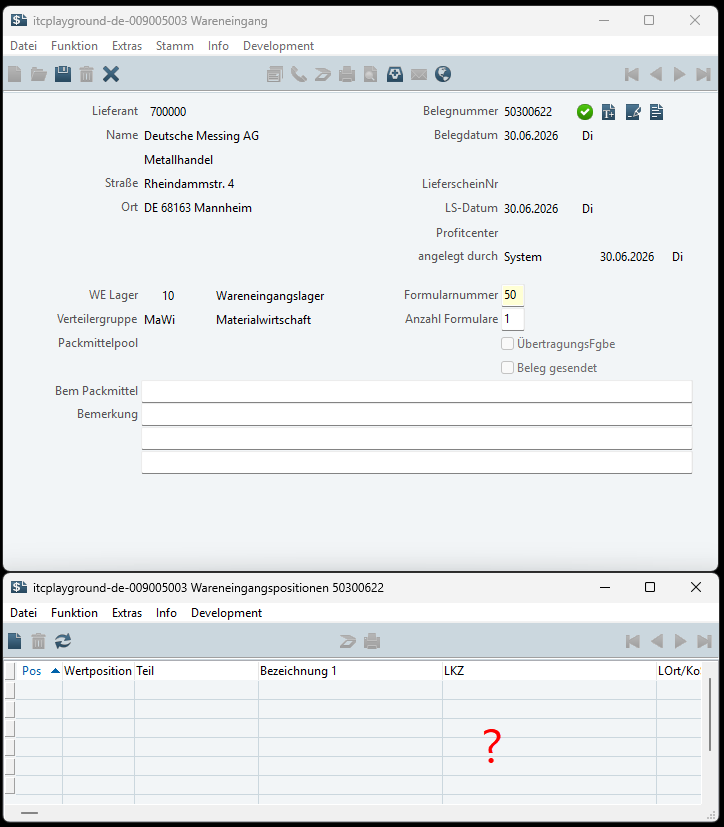 itcplayground-de-009005003 Wareneingang
Datei Funktion Extras Stamm Info Development
Lieferant 700000 Belegnummer 50300622
Name Deutsche Messing AG Belegdatum 30.06.2026 Di
Metallhandel
Straße Rheindammstr. 4 LieferscheinNr
Ort DE 68163 Mannheim LS-Datum 30.06.2026 Di
Profitcenter
angelegt durch System 30.06.2026 Di
WE Lager 10 Wareneingangslager Formularnummer 50
Verteilergruppe MaWi Materialwirtschaft Anzahl Formulare 1
Packmittelpool ÜbertragungsFgbe
Beleg gesendet
Bem Packmittel
Bemerkung
itcplayground-de-009005003 Wareneingangspositionen 50300622
Datei Funktion Extras Info Development
Pos Wertposition Teil Bezeichnung 1 LKZ LOrt/Ko
?